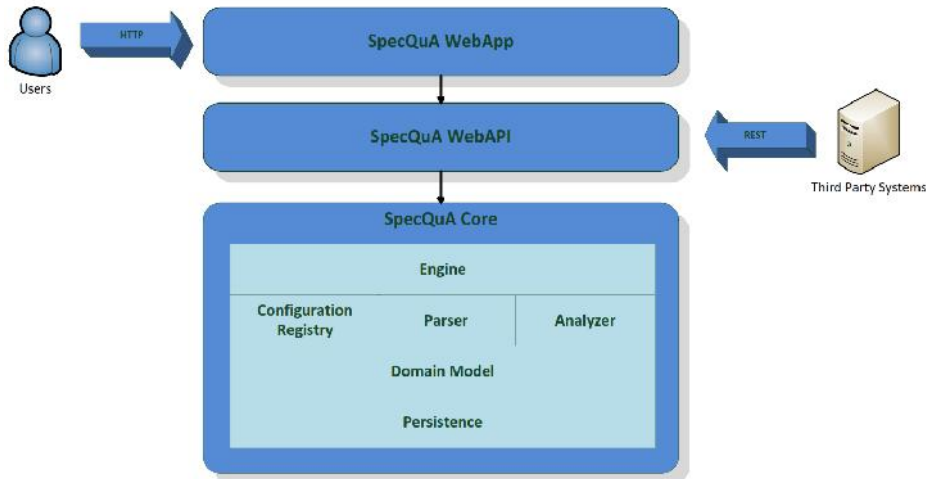 HTTP
SpecQuA WebApp
Users
SpecQuA WebAPI
REST
Third Party Systems
SpecQuA Core
Engine
Configuration
Registry
Parser
Analyzer
Domain Model
Persistence